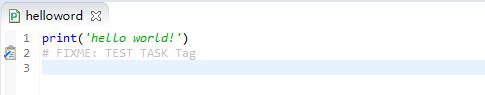 helloword
1 print('hello world!')
2 # FIXME: TEST TASK Tag
3